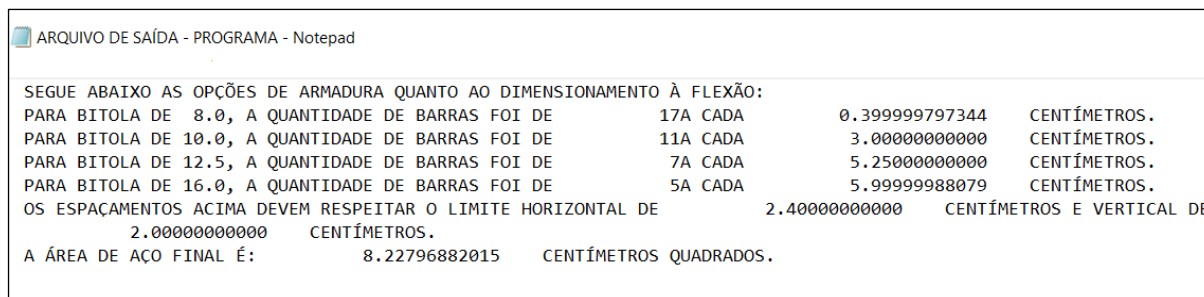 ARQUIVO DE SAÍDA - PROGRAMA - Notepad
SEGUE ABAIXO AS OPÇÕES DE ARMADURA QUANTO AO DIMENSIONAMENTO À FLEXÃO:
PARA BITOLA DE 8.0, A QUANTIDADE DE BARRAS FOI DE 17A CADA 0.399999797344 CENTÍMETROS.
PARA BITOLA DE 10.0, A QUANTIDADE DE BARRAS FOI DE 11A CADA 3.00000000000 CENTÍMETROS.
PARA BITOLA DE 12.5, A QUANTIDADE DE BARRAS FOI DE 7A CADA 5.25000000000 CENTÍMETROS.
PARA BITOLA DE 16.0, A QUANTIDADE DE BARRAS FOI DE 5A CADA 5.99999988079 CENTÍMETROS.
OS ESPAÇAMENTOS ACIMA DEVEM RESPEITAR O LIMITE HORIZONTAL DE 2.40000000000 CENTÍMETROS E VERTICAL DE
2.00000000000 CENTÍMETROS.
A ÁREA DE AÇO FINAL É: 8.22796882015 CENTÍMETROS QUADRADOS.